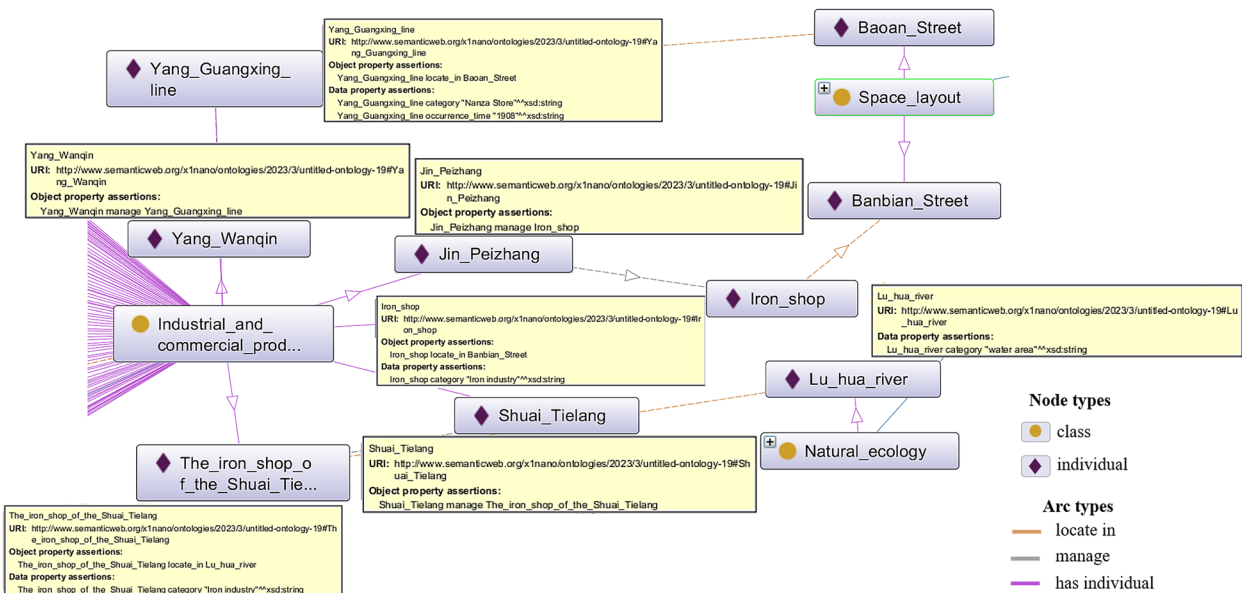 Yang_Guangxing_
line
Yang_Guangxing_line
URI: http://www.semanticweb.org/x1nano/ontologies/2023/3/untitled-ontology-19#Ya
ng_Guangxing_line
Object property assertions:
Yang_Guangxing_line locate_in Baoan_Street
Data property assertions:
Yang_Guangxing_line category "Nanza Store"^^xsd:string
Yang_Guangxing_line occurrence_time "1908"^^xsd:string
Baoan_Street
Space_layout
Banbian_Street
Yang_Wanqin
URI: http://www.semanticweb.org/x1nano/ontologies/2023/3/untitled-ontology-19#Ya
ng_Wanqin
Object property assertions:
Yang_Wanqin manage Yang_Guangxing_line
Jin_Peizhang
URI: http://www.semanticweb.org/x1nano/ontologies/2023/3/untitled-ontology-19#Ji
n_Peizhang
Object property assertions:
Jin_Peizhang manage Iron_shop
Yang_Wanqin
Jin_Peizhang
Iron_shop
Industrial_and_
commercial_prod...
Iron_shop
URI: http://www.semanticweb.org/x1nano/ontologies/2023/3/untitled-ontology-19#Ir
on_shop
Object property assertions:
Iron_shop locate_in Banbian_Street
Data property assertions:
Iron_shop category "Iron industry"^^xsd:string
Lu_hua_river
URI: http://www.semanticweb.org/x1nano/ontologies/2023/3/untitled-ontology-19#Lu
_hua_river
Data property assertions:
Lu_hua_river category "water area"^^xsd:string
Lu_hua_river
Shuai_Tielang
Natural_ecology
The_iron_shop_o
f_the_Shuai_Tie...
Shuai_Tielang
URI: http://www.semanticweb.org/x1nano/ontologies/2023/3/untitled-ontology-19#Sh
uai_Tielang
Object property assertions:
Shuai_Tielang manage The_iron_shop_of_the_Shuai_Tielang
The_iron_shop_of_the_Shuai_Tielang
URI: http://www.semanticweb.org/x1nano/ontologies/2023/3/untitled-ontology-19#Th
e_iron_shop_of_the_Shuai_Tielang
Object property assertions:
The_iron_shop_of_the_Shuai_Tielang locate_in Lu_hua_river
Data property assertions:
The_iron_shop_of_the_Shuai_Tielang category "Iron industry"^^xsd:string
Node types
class
individual
Arc types
locate in
manage
has individual